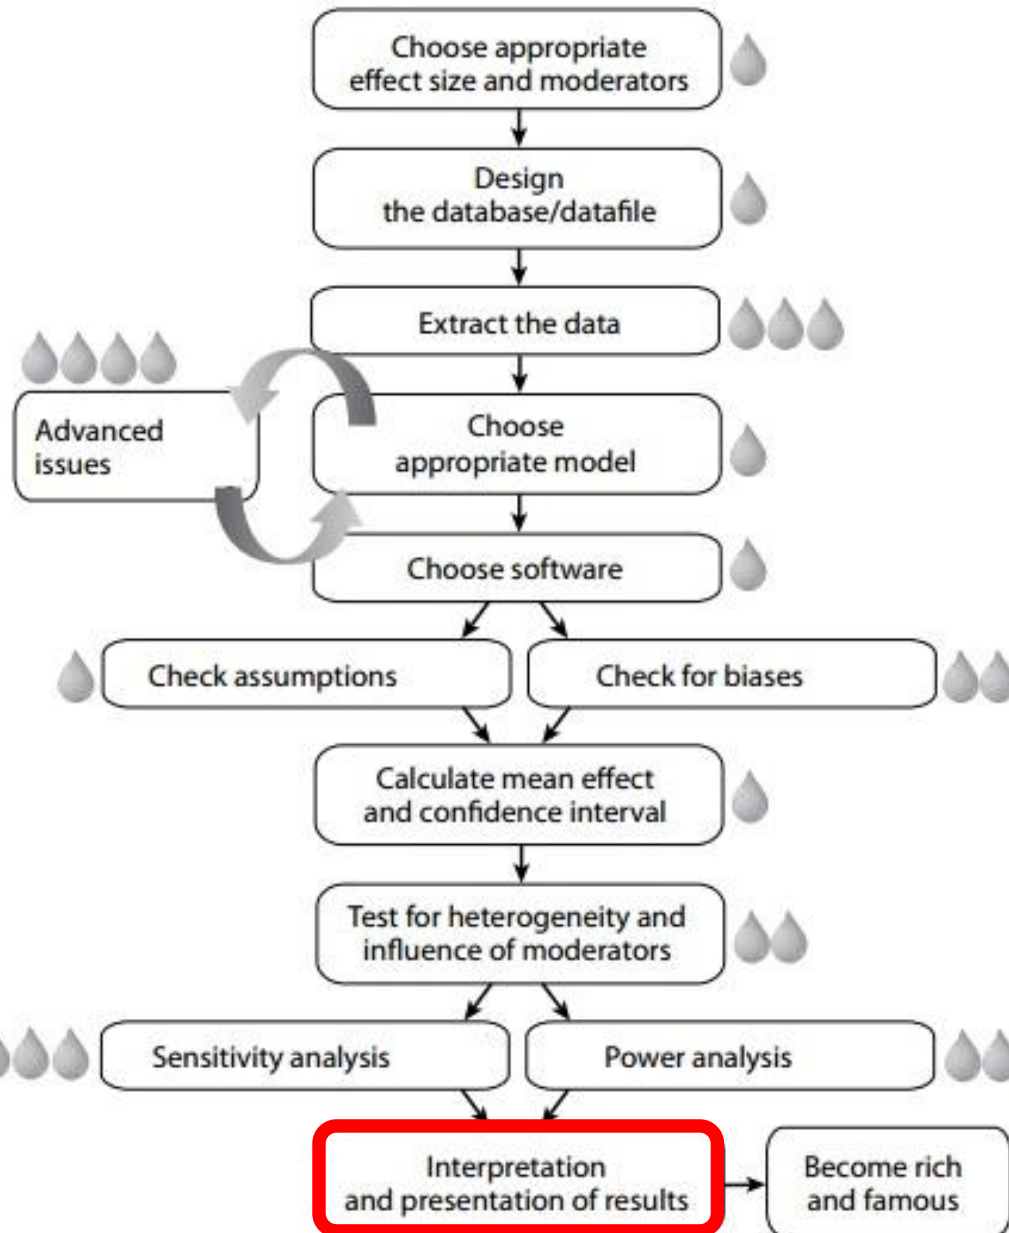 Choose appropriate
effect size and moderators
Design
the database/datafile
Extract the data
Advanced
issues
Choose
appropriate model
Choose software
Check assumptions
Check for biases
Calculate mean effect
and confidence interval
Test for heterogeneity and
influence of moderators
Sensitivity analysis
Power analysis
Interpretation
and presentation of results
Become rich
and famous